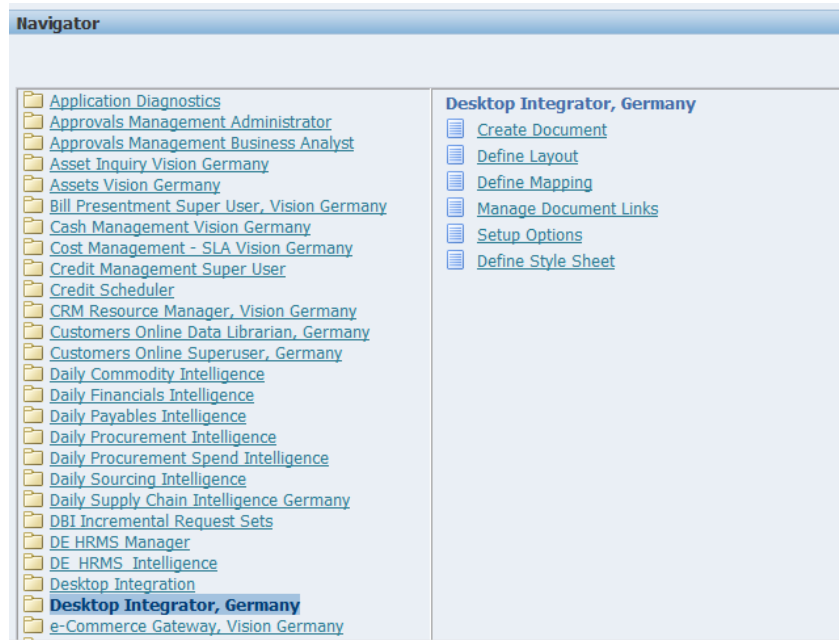 Navigator
Application Diagnostics
Approvals Management Administrator
Approvals Management Business Analyst
Asset Inquiry Vision Germany
Assets Vision Germany
Bill Presentment Super User, Vision Germany
Cash Management Vision Germany
Cost Management - SLA Vision Germany
Credit Management Super User
Credit Scheduler
CRM Resource Manager, Vision Germany
Customers Online Data Librarian, Germany
Customers Online Superuser, Germany
Daily Commodity Intelligence
Daily Financials Intelligence
Daily Payables Intelligence
Daily Procurement Intelligence
Daily Procurement Spend Intelligence
Daily Sourcing Intelligence
Daily Supply Chain Intelligence Germany
DBI Incremental Request Sets
DE HRMS Manager
DE_HRMS_Intelligence
Desktop Integration
Desktop Integrator, Germany
e-Commerce Gateway, Vision Germany
Desktop Integrator, Germany
Create Document
Define Layout
Define Mapping
Manage Document Links
Setup Options
Define Style Sheet